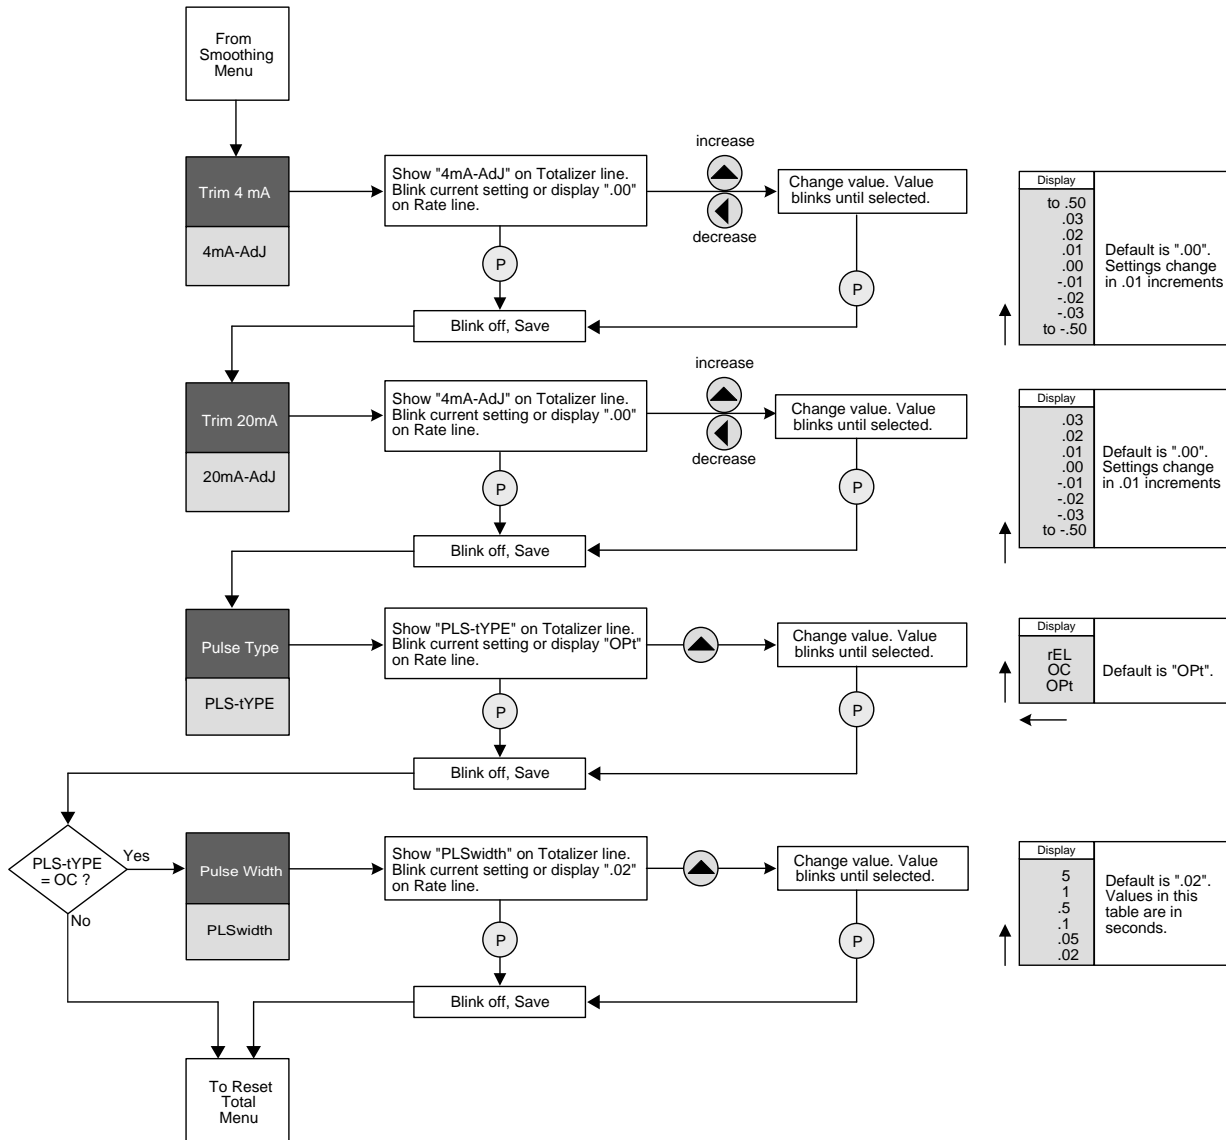 From
Smoothing
Menu
Trim 4 mA
4mA-AdJ
Show "4mA-AdJ" on Totalizer line.
Blink current setting or display ".00"
on Rate line.
increase
decrease
Change value. Value
blinks until selected.
P
P
Blink off, Save
Display
to .50
.03
.02
.01
.00
-.01
-.02
-.03
to -.50
Default is ".00".
Settings change
in .01 increments
Trim 20mA
20mA-AdJ
Show "4mA-AdJ" on Totalizer line.
Blink current setting or display ".00"
on Rate line.
increase
decrease
Change value. Value
blinks until selected.
P
P
Blink off, Save
Display
.03
.02
.01
.00
-.01
-.02
-.03
to -.50
Default is ".00".
Settings change
in .01 increments
Pulse Type
PLS-tYPE
Show "PLS-tYPE" on Totalizer line.
Blink current setting or display "OPt"
on Rate line.
Change value. Value
blinks until selected.
P
P
Blink off, Save
Display
rEL
OC
OPt
Default is "OPt".
PLS-tYPE
= OC ?
Yes
No
Pulse Width
PLSwidth
Show "PLSwidth" on Totalizer line.
Blink current setting or display ".02"
on Rate line.
Change value. Value
blinks until selected.
P
P
Blink off, Save
Display
5
1
.5
.1
.05
.02
Default is ".02".
Values in this
table are in
seconds.
To Reset
Total
Menu